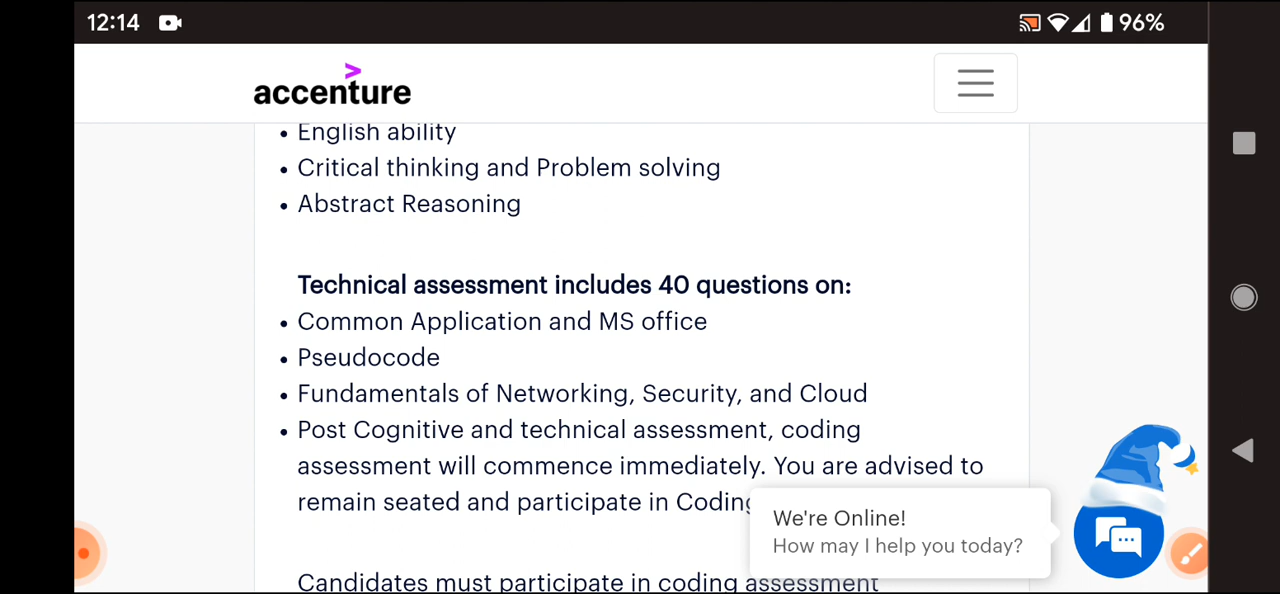 12:14
96%
>
accenture
English ability
Critical thinking and Problem solving
Abstract Reasoning
Technical assessment includes 40 questions on:
Common Application and MS office
Pseudocode
Fundamentals of Networking, Security, and Cloud
Post Cognitive and technical assessment, coding
assessment will commence immediately. You are advised to
remain seated and participate in Coding
We're Online!
How may I help you today?
Candidates must participate in coding assessment